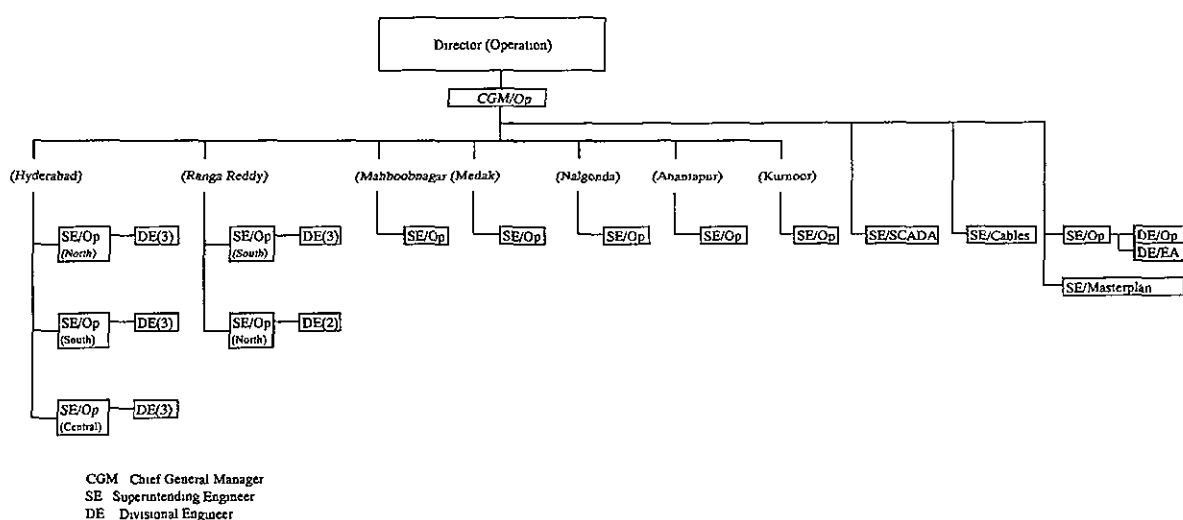 Director (Operation)
CGM/Op
(Hyderabad) (Ranga Reddy) (Mahboobnagar) (Medak) (Nalgonda) (Anantapur) (Kurnoor)
SE/Op
(North)
DE(3)
SE/Op
(South)
DE(3)
SE/Op
SE/Op
SE/Op
SE/Op
SE/Op
SE/SCADA
SE/Cables
SE/Op
DE/Op
DE/EA
SE/Masterplan
SE/Op
(South)
DE(3)
SE/Op
(North)
DE(2)
SE/Op
(Central)
DE(3)
CGM Chief General Manager
SE Superintending Engineer
DE Divisional Engineer